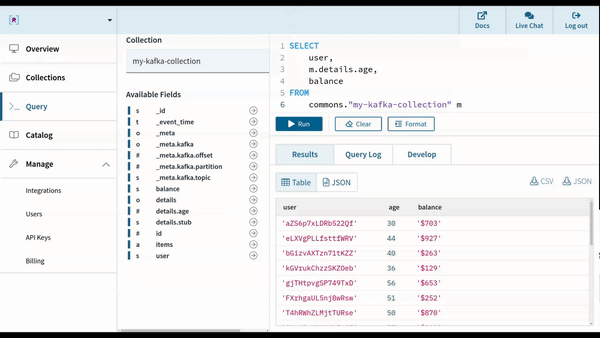 Docs
Live Chat
Log out
Overview
Collections
Query
Catalog
Manage
Integrations
Users
API Keys
Billing
Collection
my-kafka-collection
Available Fields
s _id
t _event_time
o _meta
o _meta.kafka
# _meta.kafka.offset
# _meta.kafka.partition
s _meta.kafka.topic
s balance
o details
# details.age
s details.stub
# id
a items
s user
1 SELECT
2 user,
3 m.details.age,
4 balance
5 FROM
6 commons."my-kafka-collection" m
Run
Clear
Format
Results
Query Log
Develop
Table
JSON
CSV
JSON
user age balance
'aZS6p7xLDRb522Qf' 30 '$703'
'eLXVgPLLfsttfWRV' 44 '$927'
'bGizvAXTzn71tKZZ' 40 '$263'
'kGVzukChzzSKZOeb' 36 '$129'
'gjTHtpvgSP749TxD' 56 '$653'
'FXzhgaUL5nj0wRsw' 51 '$252'
'T4hRWhZLMjtTURse' 50 '$870'